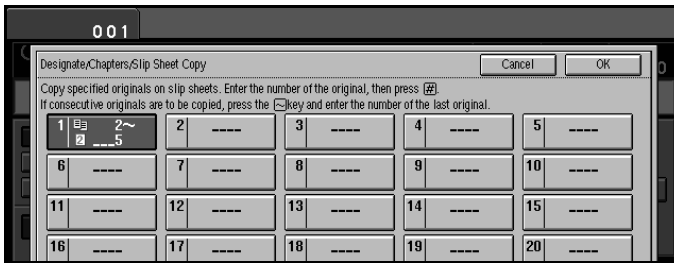 001
Designate/Chapters/Slip Sheet Copy Cancel OK
0
Copy specified originals on slip sheets. Enter the number of the original, then press #.
If consecutive originals are to be copied, press the ~key and enter the number of the last original.
1 2~ 2 ---- 3 ---- 4 ---- 5 ----
2 ___5
6 ---- 7 ---- 8 ---- 9 ---- 10 ----
11 ---- 12 ---- 13 ---- 14 ---- 15 ----
16 ---- 17 ---- 18 ---- 19 ---- 20 ----